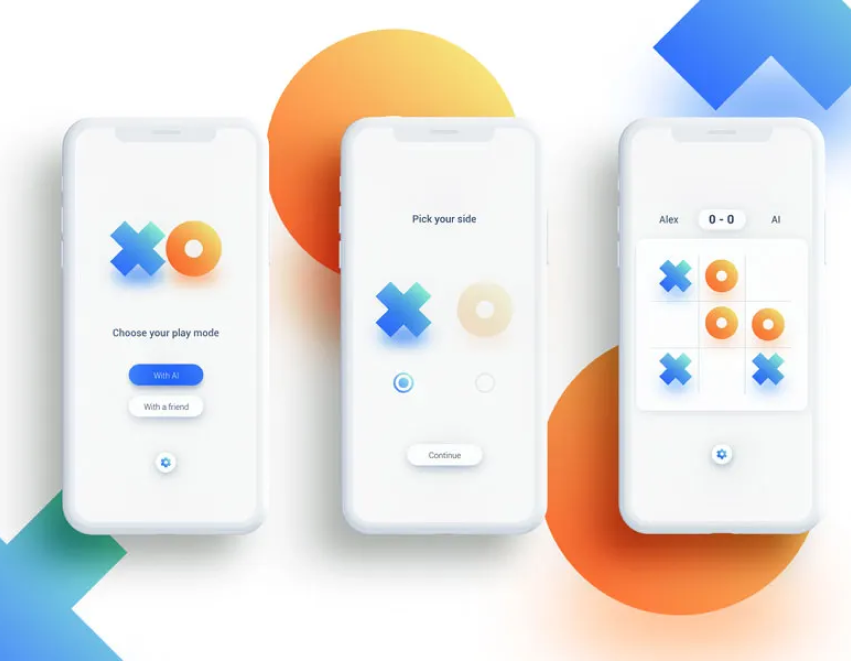 Choose your play mode
With AI
With a friend
Pick your side
Continue
Alex
0 - 0
AI